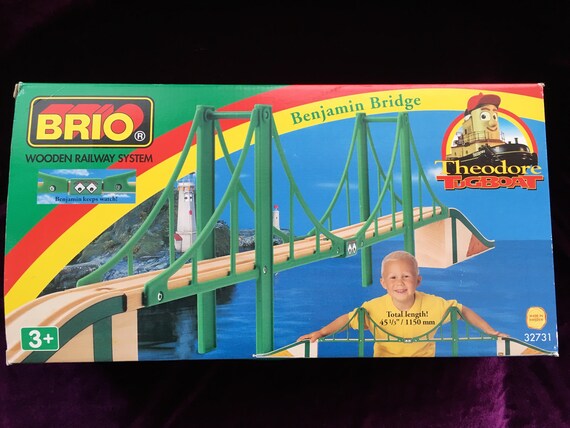 BRIO®
WOODEN RAILWAY SYSTEM
Benjamin keeps watch!
Benjamin Bridge
Theodore
TUGBOAT
Total length!
45 1/3" / 1150 mm
3+
32731